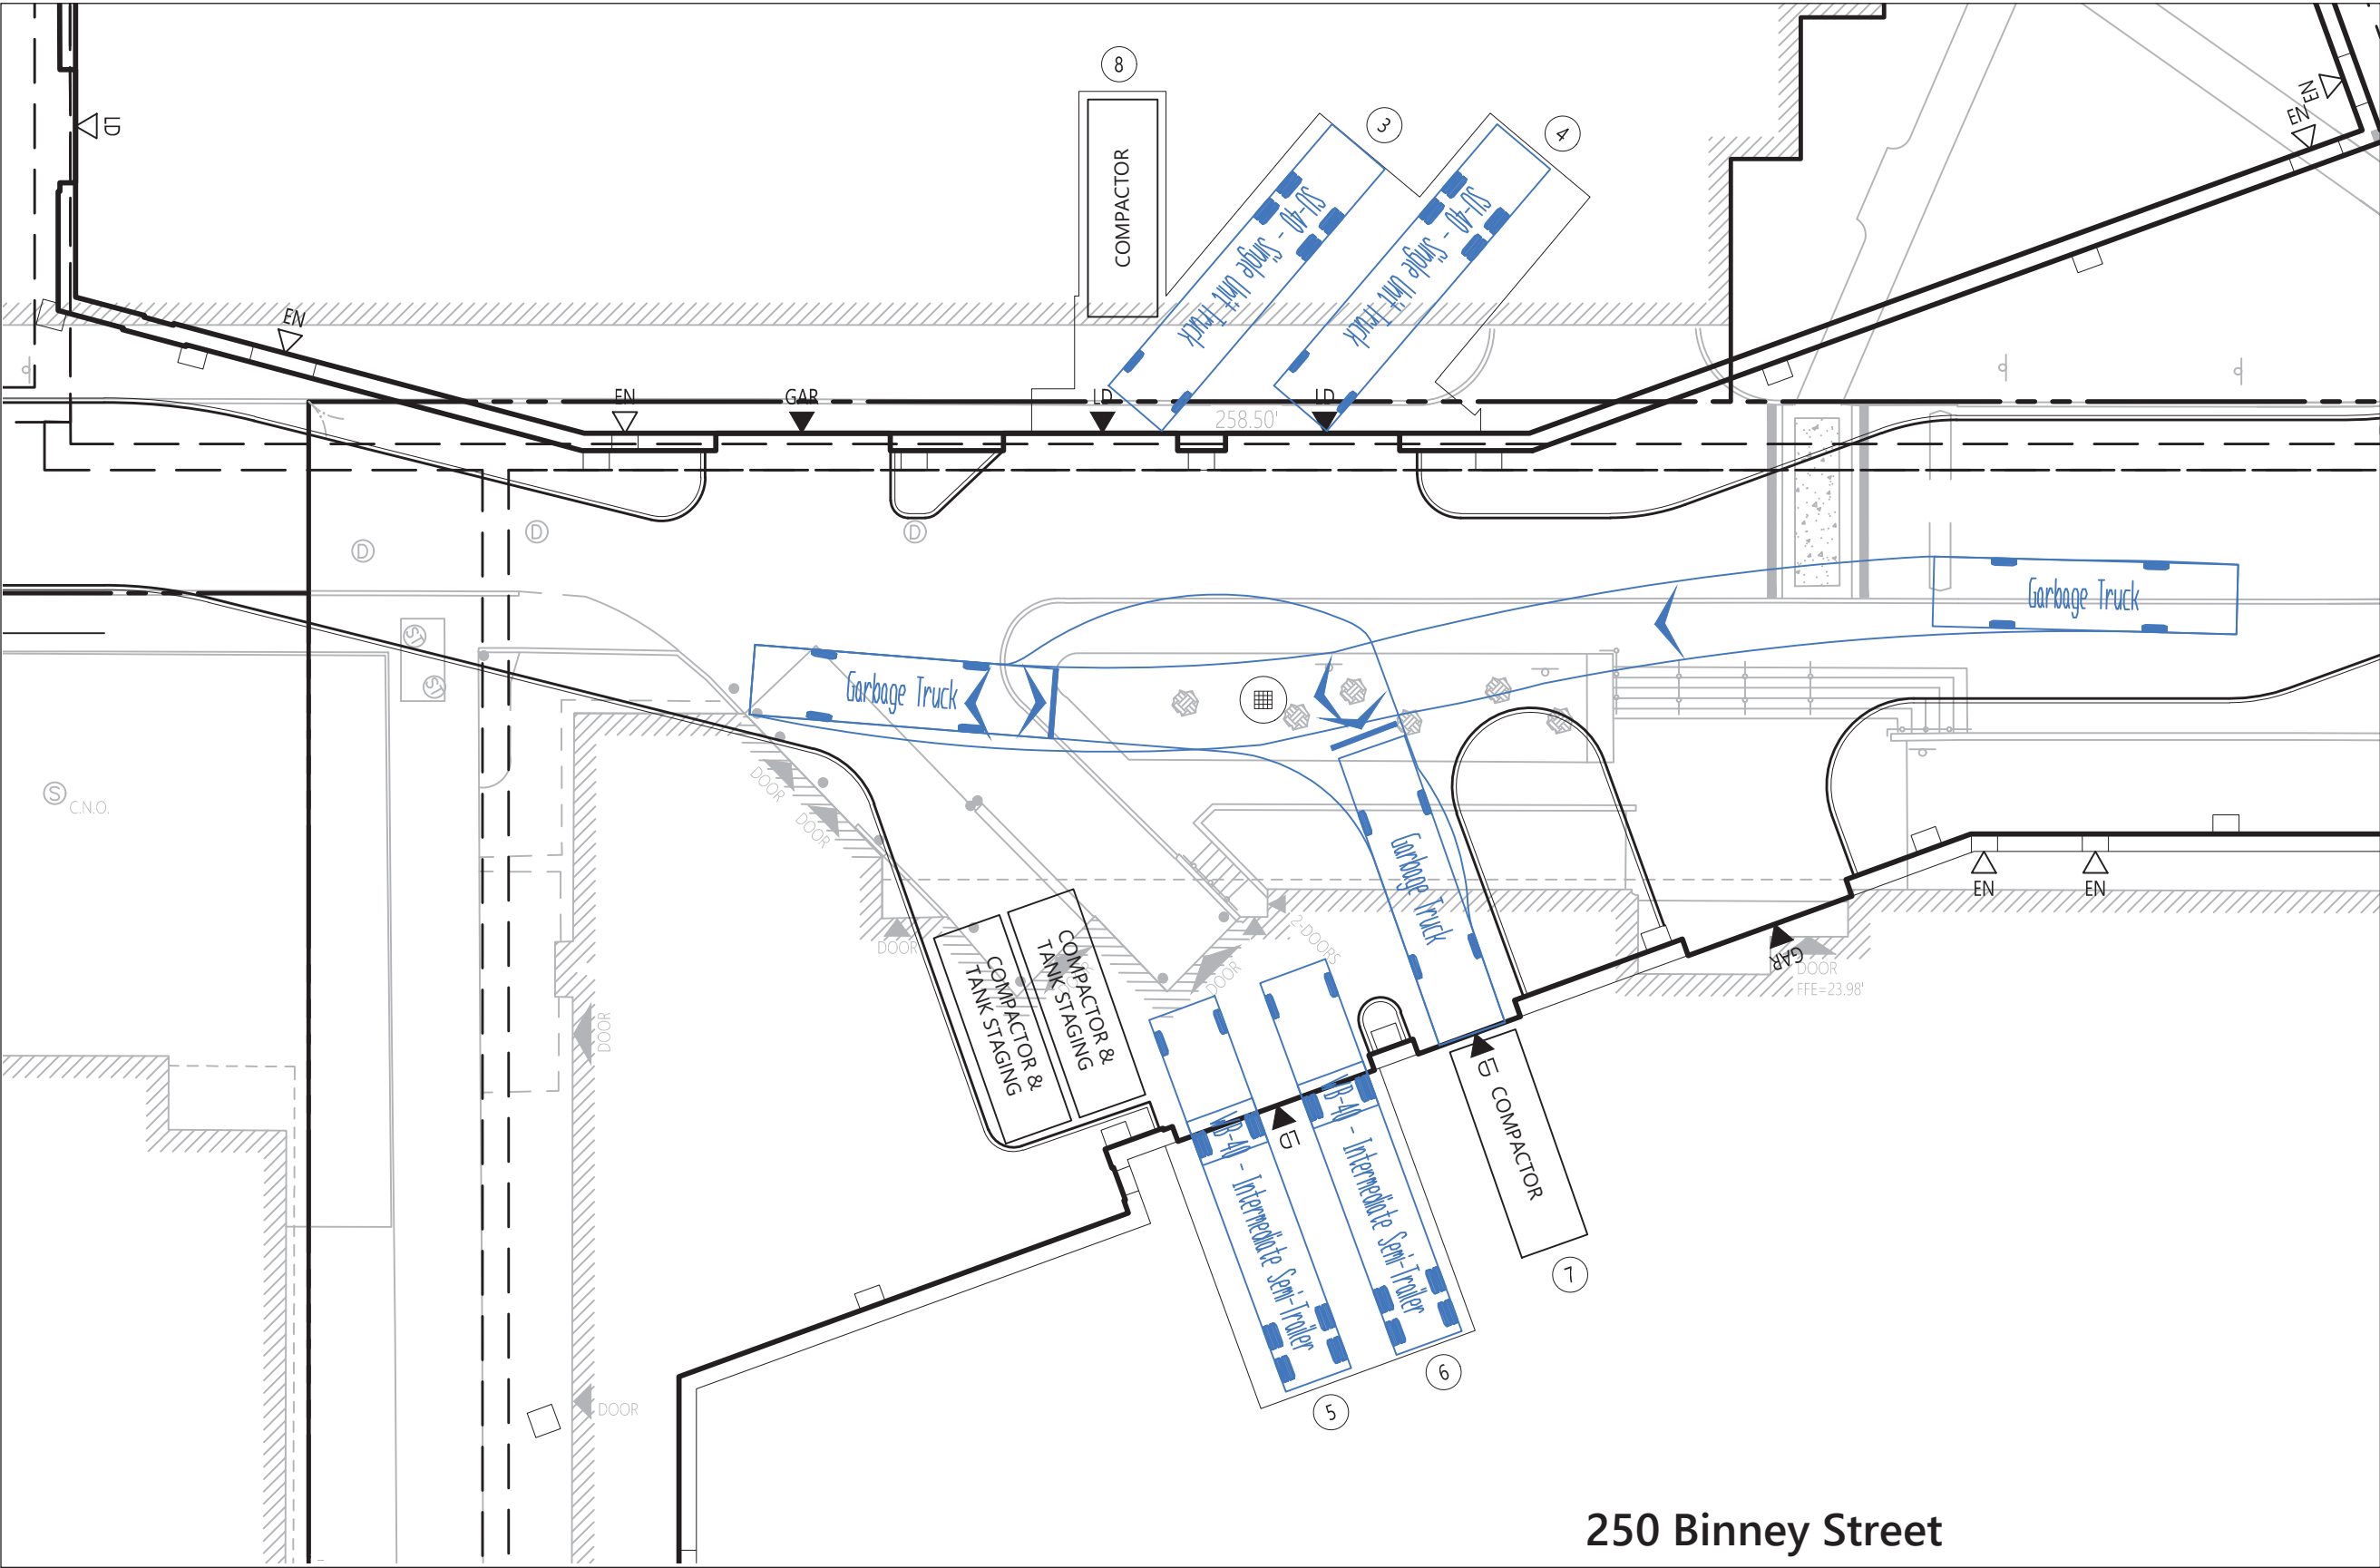 8
3
4
EN
EN
LD
COMPACTOR
SU-40 - Single Unit Truck
SU-40 - Single Unit Truck
EN
EN
GAR
LD
LD
258.50'
D
D
D
Garbage Truck
ST
ST
Garbage Truck
S
C.N.O.
DOOR
DOOR
Garbage Truck
EN
EN
DOOR
2-DOORS
DOOR
GAR
DOOR
FFE=23.98'
COMPACTOR &
TANK STAGING
COMPACTOR &
TANK STAGING
DOOR
LD
LD
COMPACTOR
WB-40 - Intermediate Semi-Trailer
WB-40 - Intermediate Semi-Trailer
7
6
5
DOOR
250 Binney Street